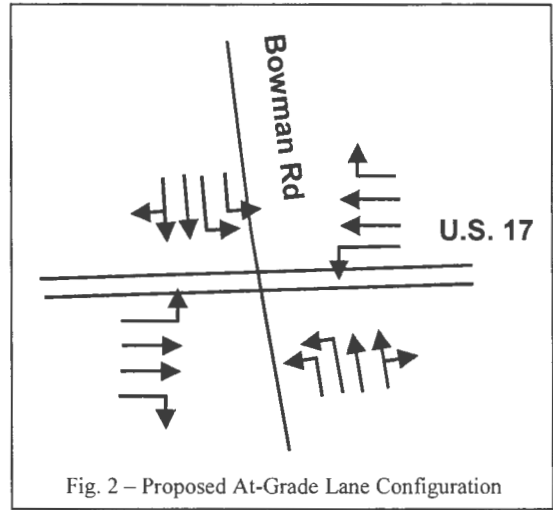 Bowman Rd
U.S. 17
Fig. 2 – Proposed At-Grade Lane Configuration